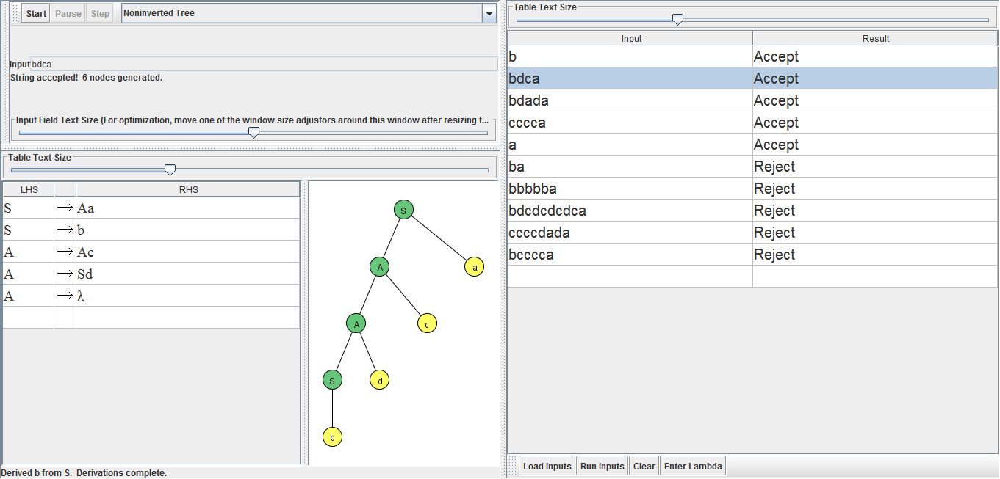 Start Pause Step Noninverted Tree
Input bdca
String accepted! 6 nodes generated.
Input Field Text Size (For optimization, move one of the window size adjustors around this window after resizing t...
Table Text Size
LHS RHS
S → Aa
S → b
A → Ac
A → Sd
A → λ
S
A a
A c
S d
b
Derived b from S. Derivations complete.
Table Text Size
Input Result
b Accept
bdca Accept
bdada Accept
cccca Accept
a Accept
ba Reject
bbbbba Reject
bdcdcdcdca Reject
ccccdada Reject
bcccca Reject
Load Inputs Run Inputs Clear Enter Lambda